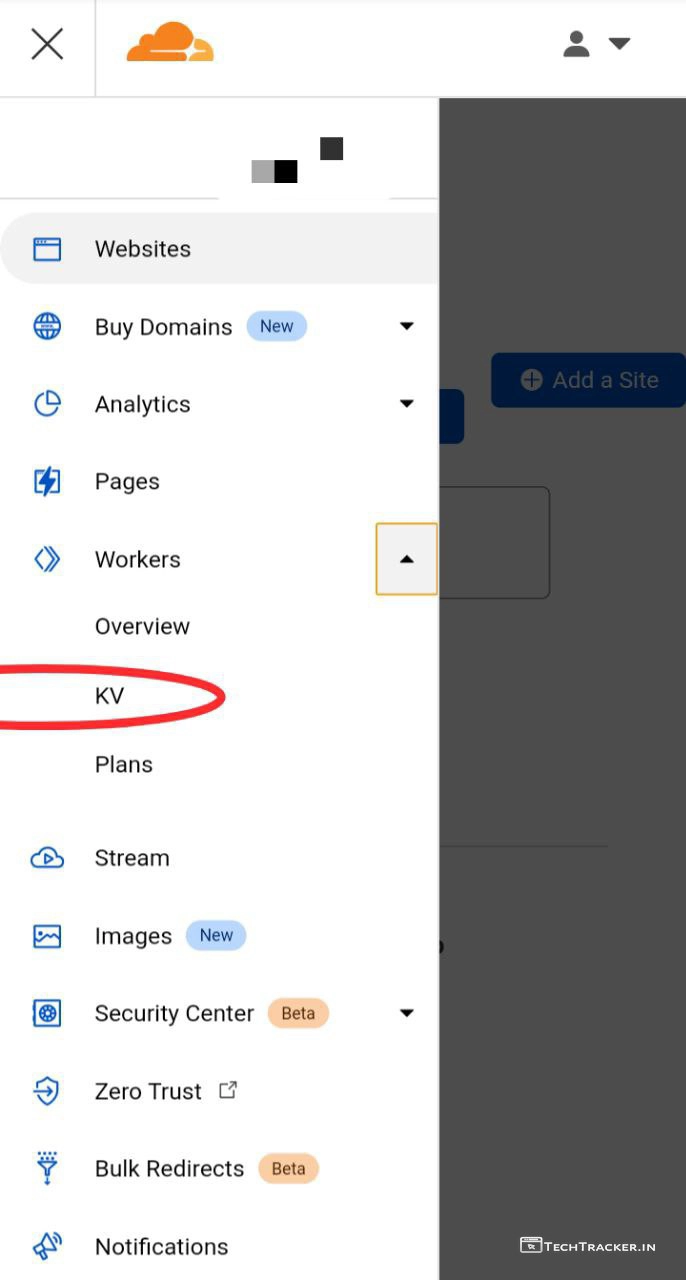 Websites
Buy Domains New
Analytics
Add a Site
Pages
Workers
Overview
KV
Plans
Stream
Images New
Security Center Beta
Zero Trust
Bulk Redirects Beta
Notifications
TECHTRACKER.IN